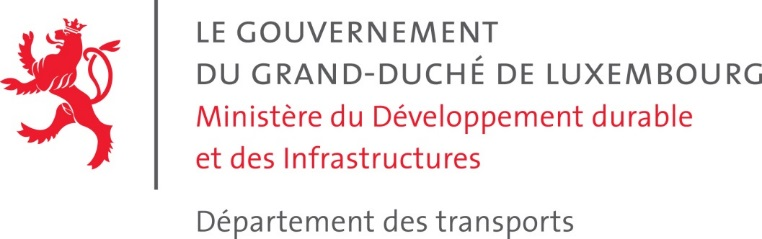 LE GOUVERNEMENT
DU GRAND-DUCHÉ DE LUXEMBOURG
Ministère du Développement durable
et des Infrastructures
Département des transports